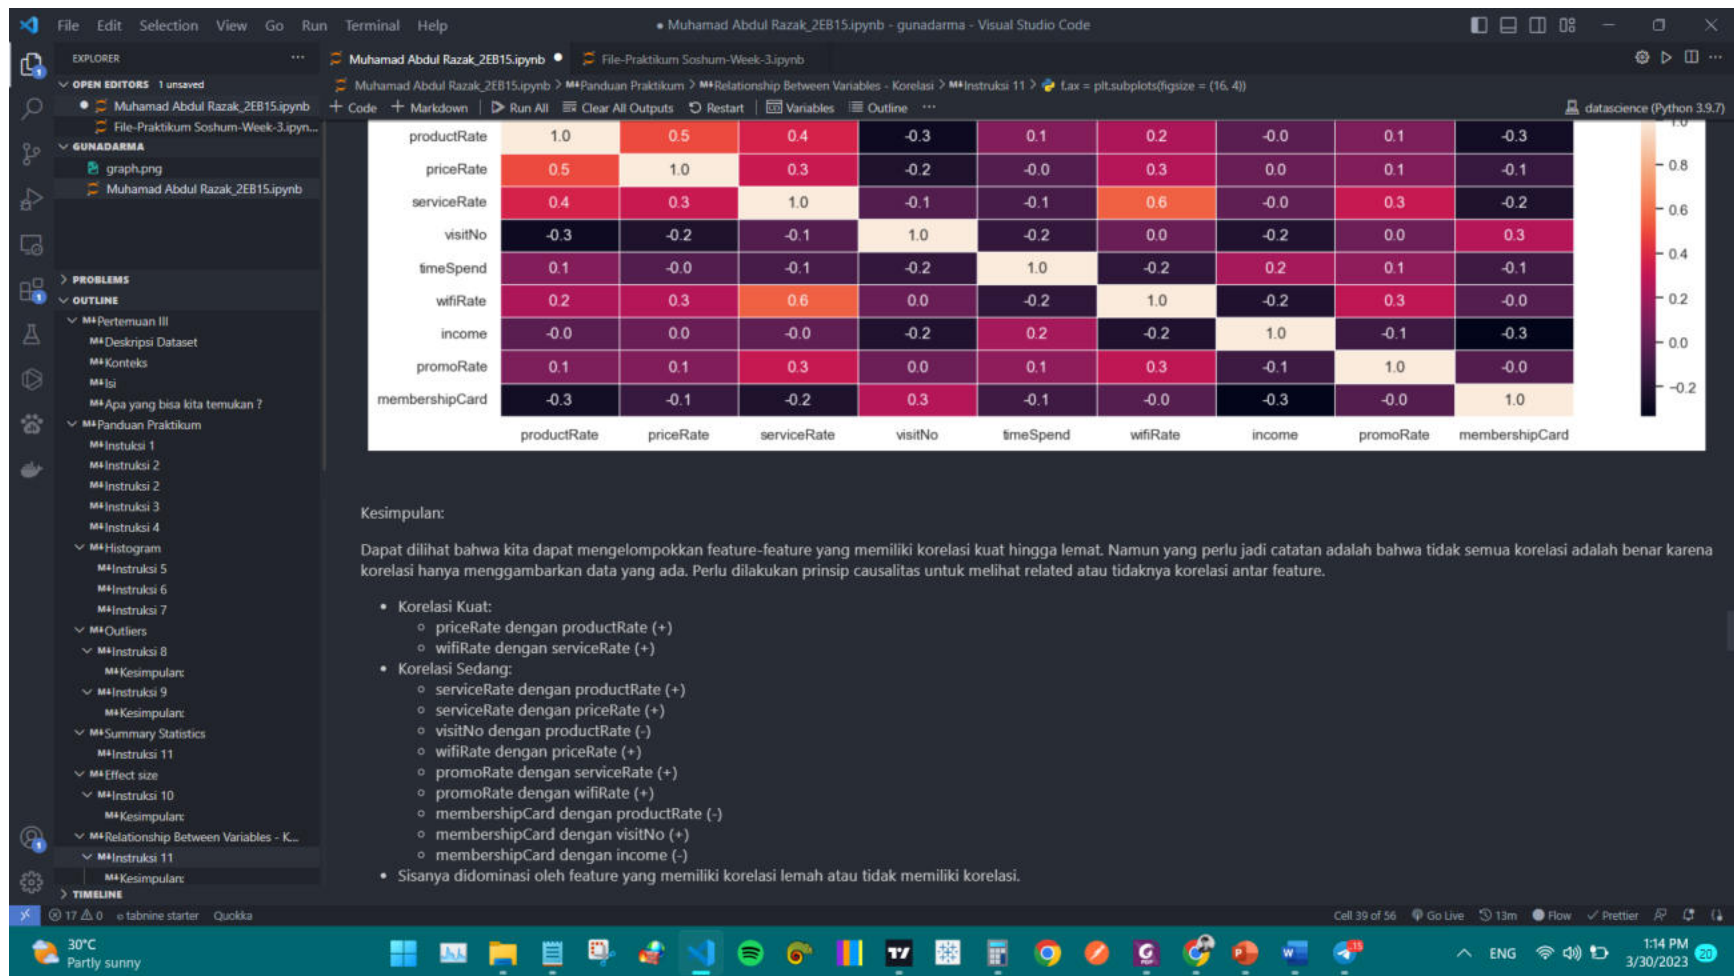 File Edit Selection View Go Run Terminal Help
● Muhamad Abdul Razak_2EB15.ipynb - gunadarma - Visual Studio Code
EXPLORER ···
OPEN EDITORS 1 unsaved
● Muhamad Abdul Razak_2EB15.ipynb
File-Praktikum Soshum-Week-3.ipyn...
GUNADARMA
graph.png
Muhamad Abdul Razak_2EB15.ipynb
PROBLEMS
OUTLINE
Pertemuan III
Deskripsi Dataset
Konteks
Isi
Apa yang bisa kita temukan ?
Panduan Praktikum
Instuksi 1
Instruksi 2
Instruksi 2
Instruksi 3
Instruksi 4
Histogram
Instruksi 5
Instruksi 6
Instruksi 7
Outliers
Instruksi 8
Kesimpulan:
Instruksi 9
Kesimpulan:
Summary Statistics
Instruksi 11
Effect size
Instruksi 10
Kesimpulan:
Relationship Between Variables - K...
Instruksi 11
Kesimpulan:
TIMELINE
Muhamad Abdul Razak_2EB15.ipynb ● File-Praktikum Soshum-Week-3.ipynb
Muhamad Abdul Razak_2EB15.ipynb > Panduan Praktikum > Relationship Between Variables - Korelasi > Instruksi 11 > f,ax = plt.subplots(figsize = (16, 4))
+ Code + Markdown | Run All Clear All Outputs Restart | Variables Outline ··· datascience (Python 3.9.7)
productRate 1.0 0.5 0.4 -0.3 0.1 0.2 -0.0 0.1 -0.3
priceRate 0.5 1.0 0.3 -0.2 -0.0 0.3 0.0 0.1 -0.1
serviceRate 0.4 0.3 1.0 -0.1 -0.1 0.6 -0.0 0.3 -0.2
visitNo -0.3 -0.2 -0.1 1.0 -0.2 0.0 -0.2 0.0 0.3
timeSpend 0.1 -0.0 -0.1 -0.2 1.0 -0.2 0.2 0.1 -0.1
wifiRate 0.2 0.3 0.6 0.0 -0.2 1.0 -0.2 0.3 -0.0
income -0.0 0.0 -0.0 -0.2 0.2 -0.2 1.0 -0.1 -0.3
promoRate 0.1 0.1 0.3 0.0 0.1 0.3 -0.1 1.0 -0.0
membershipCard -0.3 -0.1 -0.2 0.3 -0.1 -0.0 -0.3 -0.0 1.0
productRate priceRate serviceRate visitNo timeSpend wifiRate income promoRate membershipCard
1.0
0.8
0.6
0.4
0.2
0.0
-0.2
Kesimpulan:
Dapat dilihat bahwa kita dapat mengelompokkan feature-feature yang memiliki korelasi kuat hingga lemat. Namun yang perlu jadi catatan adalah bahwa tidak semua korelasi adalah benar karena
korelasi hanya menggambarkan data yang ada. Perlu dilakukan prinsip causalitas untuk melihat related atau tidaknya korelasi antar feature.
• Korelasi Kuat:
○ priceRate dengan productRate (+)
○ wifiRate dengan serviceRate (+)
• Korelasi Sedang:
○ serviceRate dengan productRate (+)
○ serviceRate dengan priceRate (+)
○ visitNo dengan productRate (-)
○ wifiRate dengan priceRate (+)
○ promoRate dengan serviceRate (+)
○ promoRate dengan wifiRate (+)
○ membershipCard dengan productRate (-)
○ membershipCard dengan visitNo (+)
○ membershipCard dengan income (-)
• Sisanya didominasi oleh feature yang memiliki korelasi lemah atau tidak memiliki korelasi.
17 0 tabnine starter Quokka
Cell 39 of 56 Go Live 13m Flow Prettier
30°C
Partly sunny
ENG
1:14 PM
3/30/2023
20